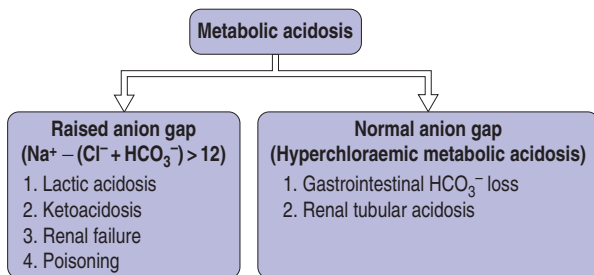 Metabolic acidosis
Raised anion gap
(Na⁺ – (Cl⁻ + HCO₃⁻) > 12)
1. Lactic acidosis
2. Ketoacidosis
3. Renal failure
4. Poisoning
Normal anion gap
(Hyperchloraemic metabolic acidosis)
1. Gastrointestinal HCO₃⁻ loss
2. Renal tubular acidosis